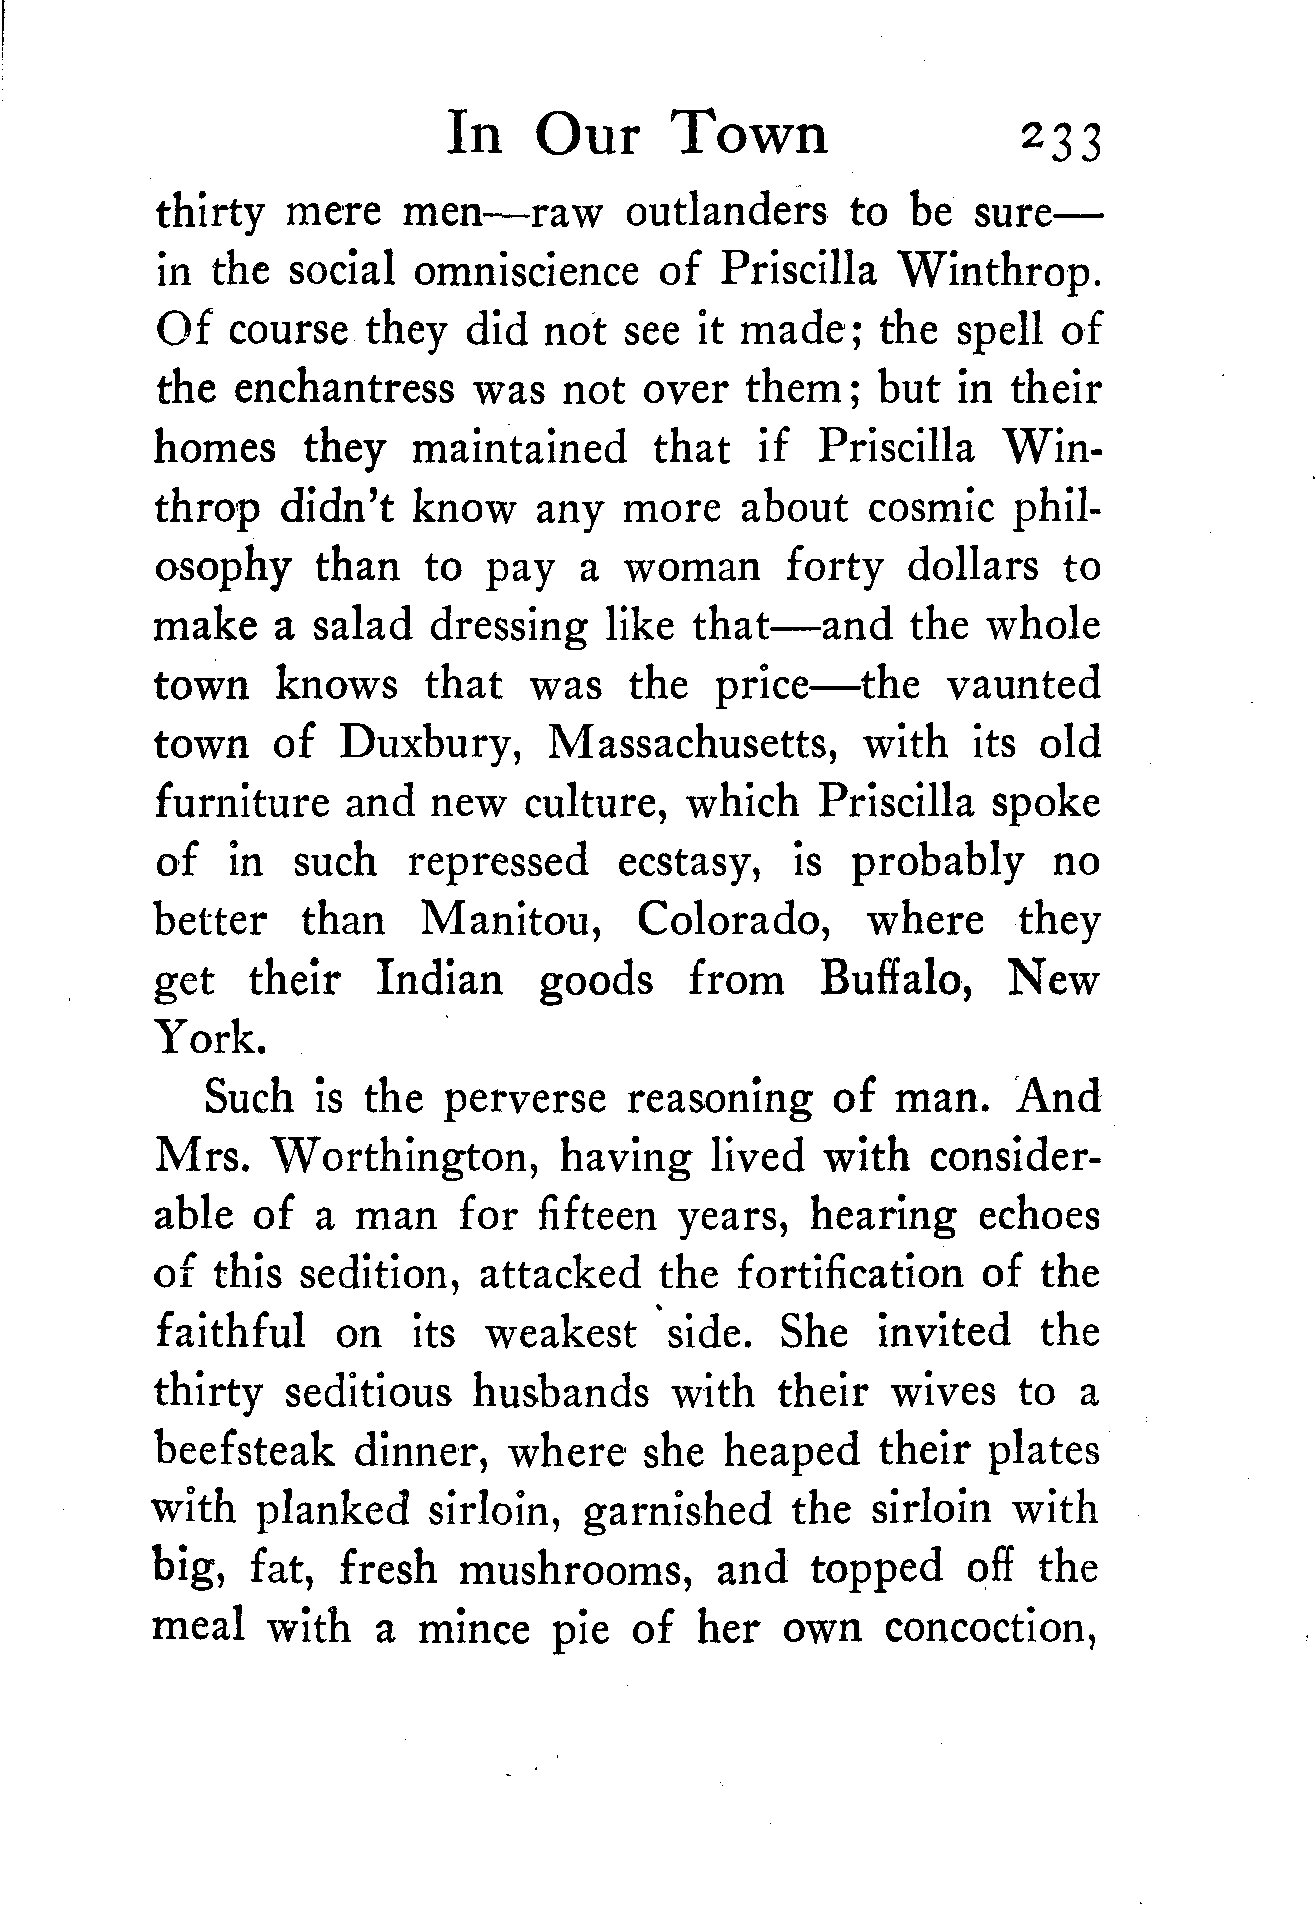 In Our Town 233
thirty mere men—raw outlanders to be sure—
in the social omniscience of Priscilla Winthrop.
Of course they did not see it made; the spell of
the enchantress was not over them; but in their
homes they maintained that if Priscilla Win-
throp didn't know any more about cosmic phil-
osophy than to pay a woman forty dollars to
make a salad dressing like that—and the whole
town knows that was the price—the vaunted
town of Duxbury, Massachusetts, with its old
furniture and new culture, which Priscilla spoke
of in such repressed ecstasy, is probably no
better than Manitou, Colorado, where they
get their Indian goods from Buffalo, New
York.
Such is the perverse reasoning of man. And
Mrs. Worthington, having lived with consider-
able of a man for fifteen years, hearing echoes
of this sedition, attacked the fortification of the
faithful on its weakest side. She invited the
thirty seditious husbands with their wives to a
beefsteak dinner, where she heaped their plates
with planked sirloin, garnished the sirloin with
big, fat, fresh mushrooms, and topped off the
meal with a mince pie of her own concoction,